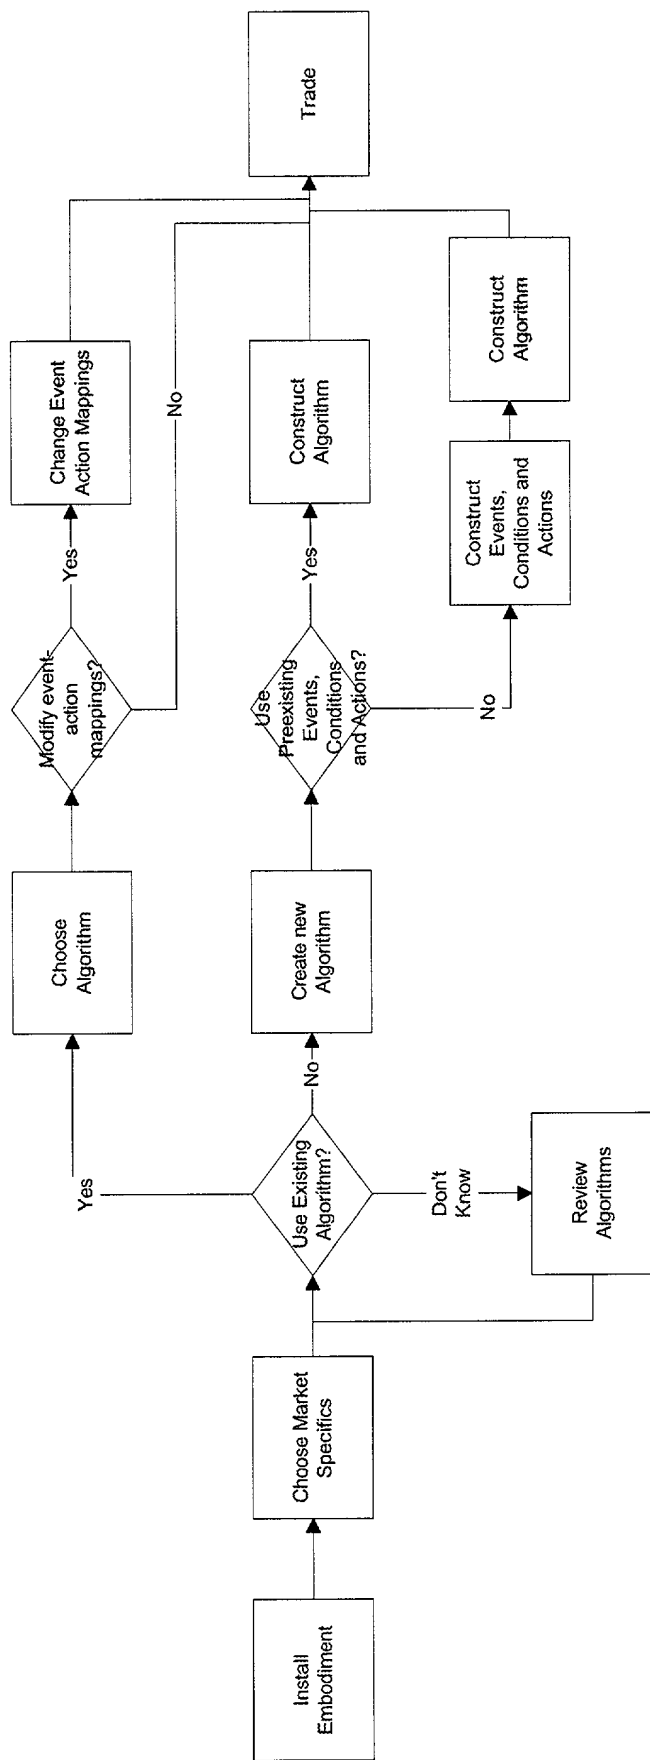 Install
Embodiment
Choose Market
Specifics
Use Existing
Algorithm?
Yes
No
Don't
Know
Review
Algorithms
Choose
Algorithm
Modify event-
action
mappings?
Yes
No
Change Event
Action Mappings
Create new
Algorithm
Use
Preexisting
Events,
Conditions
and Actions?
Yes
No
Construct
Algorithm
Construct
Events,
Conditions and
Actions
Construct
Algorithm
Trade